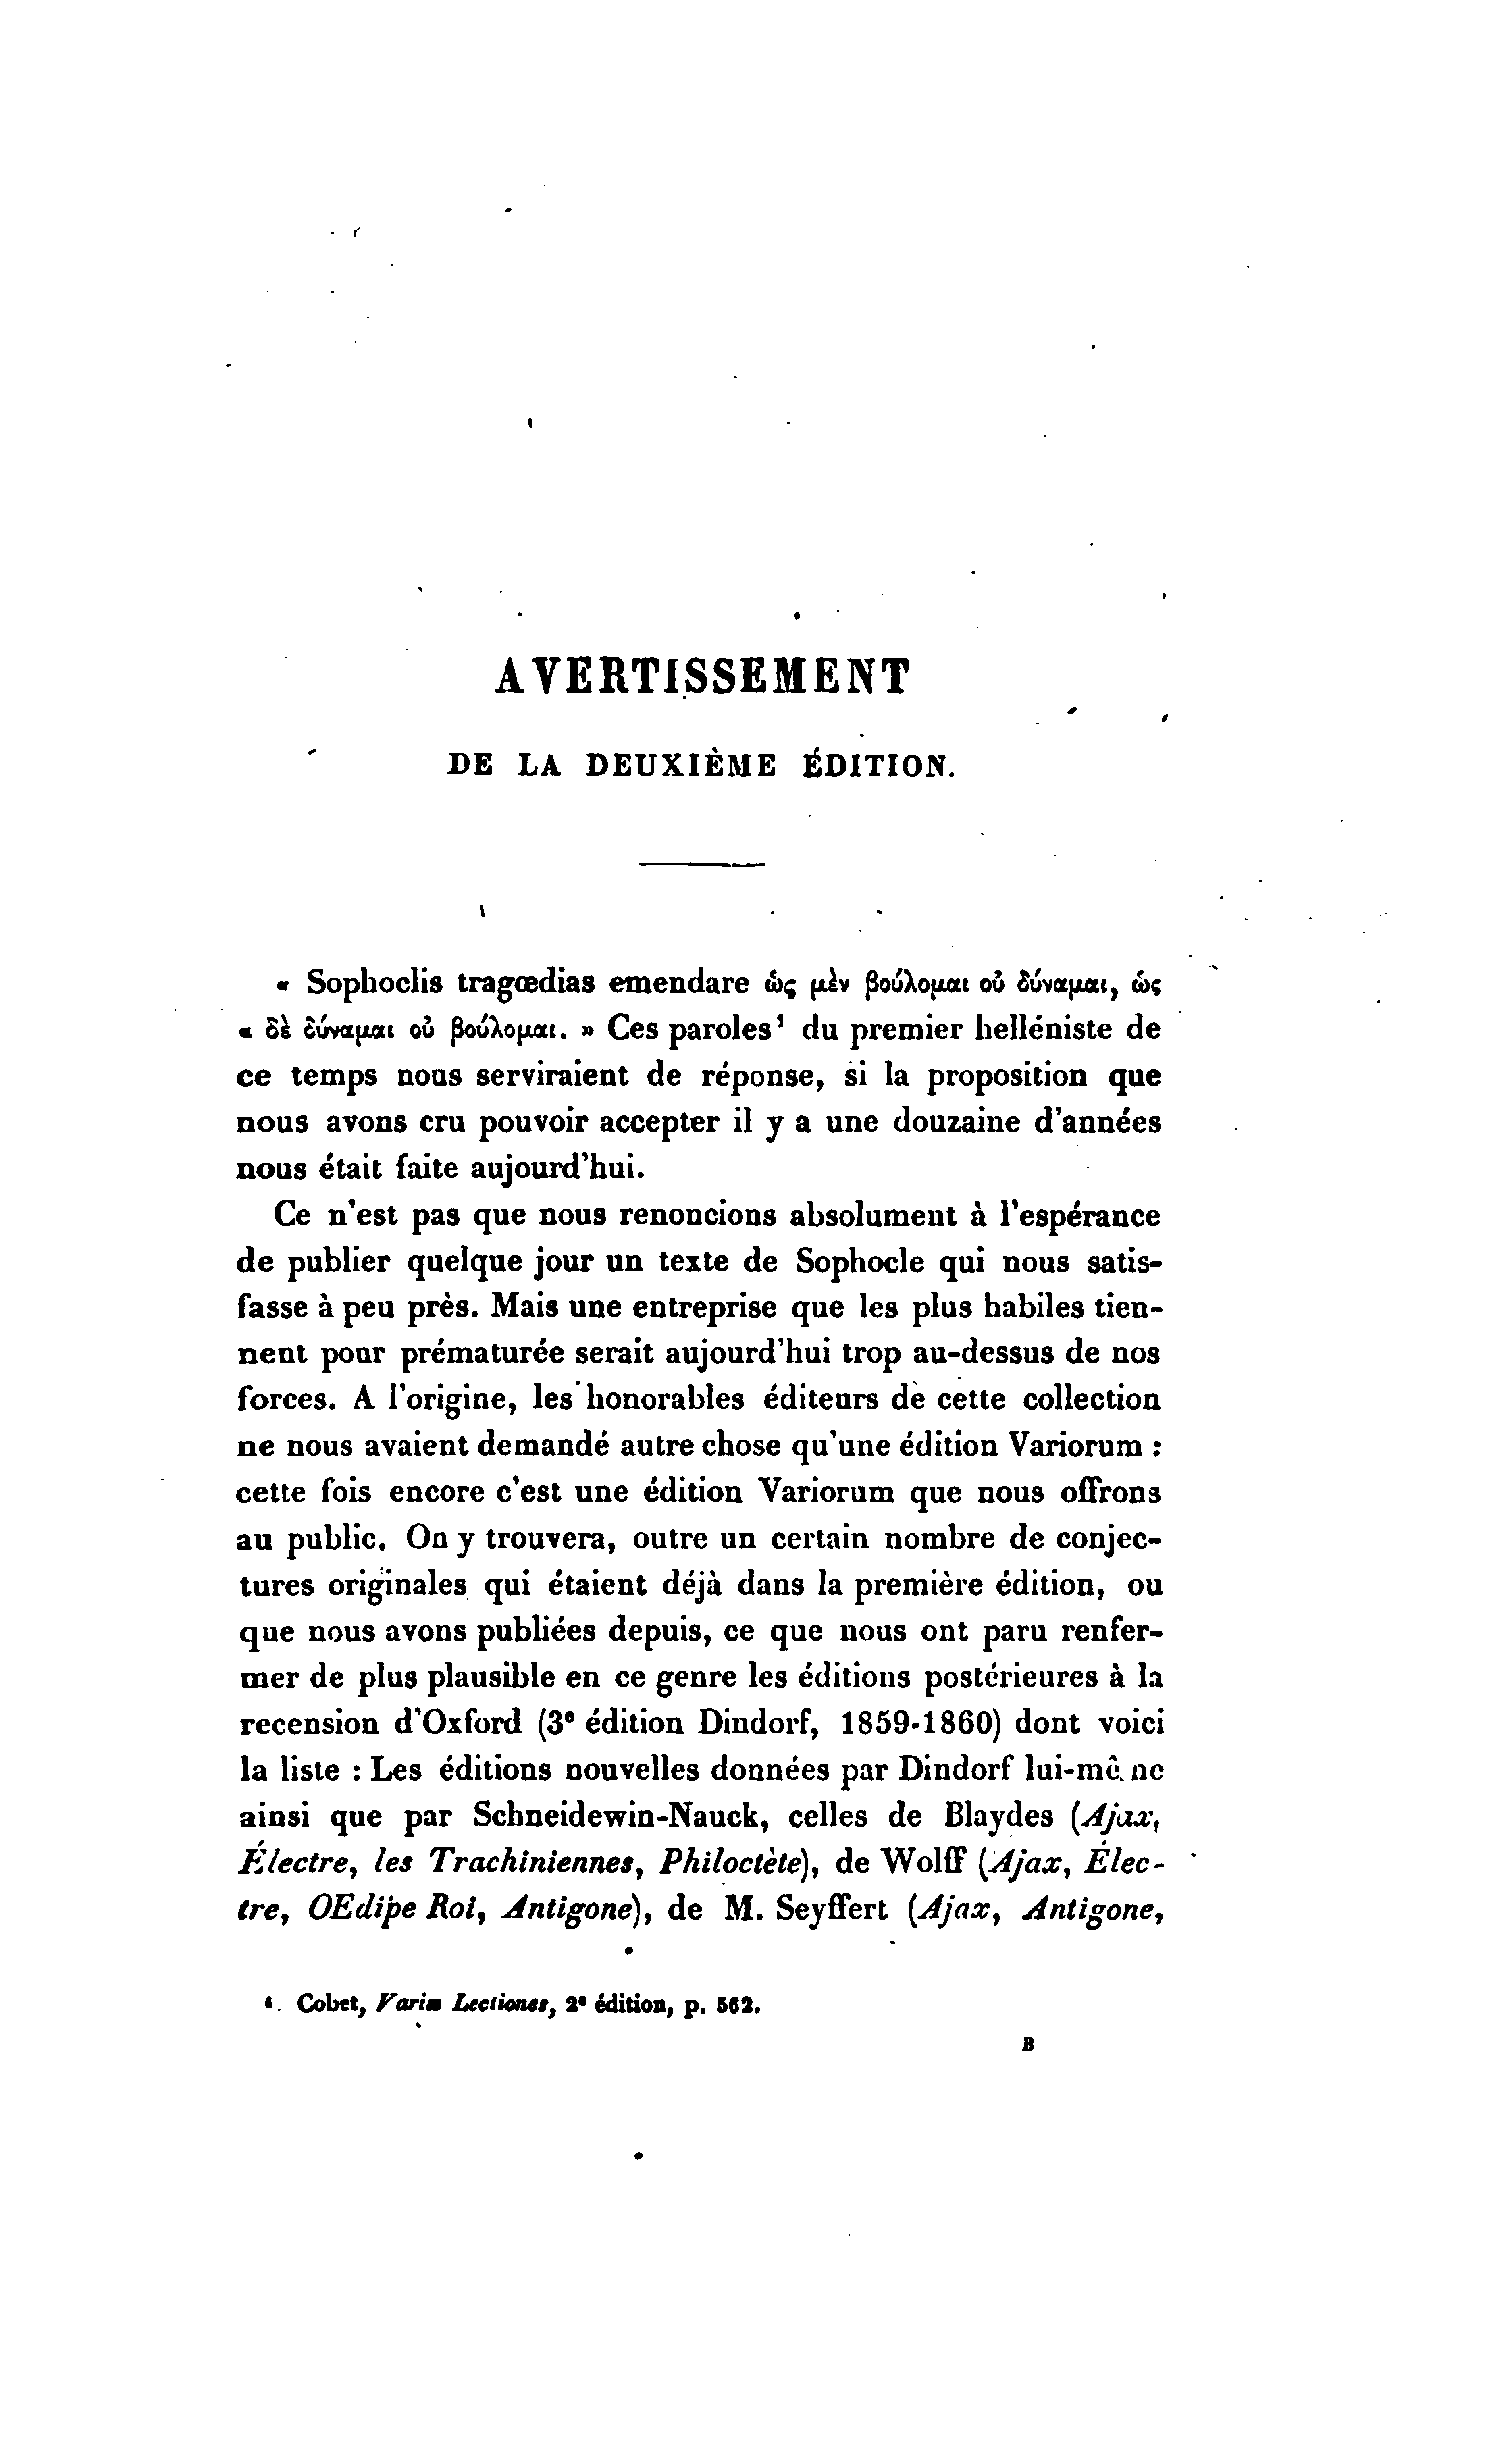 AVERTISSEMENT
DE LA DEUXIÈME ÉDITION.
« Sophoclis tragœdias emendare ὡς μὲν βούλομαι οὐ δύναμαι, ὡς
« δὲ δύναμαι οὐ βούλομαι. » Ces paroles¹ du premier helléniste de
ce temps nous serviraient de réponse, si la proposition que
nous avons cru pouvoir accepter il y a une douzaine d'années
nous était faite aujourd'hui.
Ce n'est pas que nous renoncions absolument à l'espérance
de publier quelque jour un texte de Sophocle qui nous satis-
fasse à peu près. Mais une entreprise que les plus habiles tien-
nent pour prématurée serait aujourd'hui trop au-dessus de nos
forces. A l'origine, les honorables éditeurs de cette collection
ne nous avaient demandé autre chose qu'une édition Variorum :
cette fois encore c'est une édition Variorum que nous offrons
au public. On y trouvera, outre un certain nombre de conjec-
tures originales qui étaient déjà dans la première édition, ou
que nous avons publiées depuis, ce que nous ont paru renfer-
mer de plus plausible en ce genre les éditions postérieures à la
recension d'Oxford (3e édition Dindorf, 1859-1860) dont voici
la liste : Les éditions nouvelles données par Dindorf lui-même
ainsi que par Schneidewin-Nauck, celles de Blaydes (Ajax,
Électre, les Trachiniennes, Philoctète), de Wolff (Ajax, Élec-
tre, OEdipe Roi, Antigone), de M. Seyffert (Ajax, Antigone,
1. Cobet, Variæ Lectiones, 2e édition, p. 562.
B